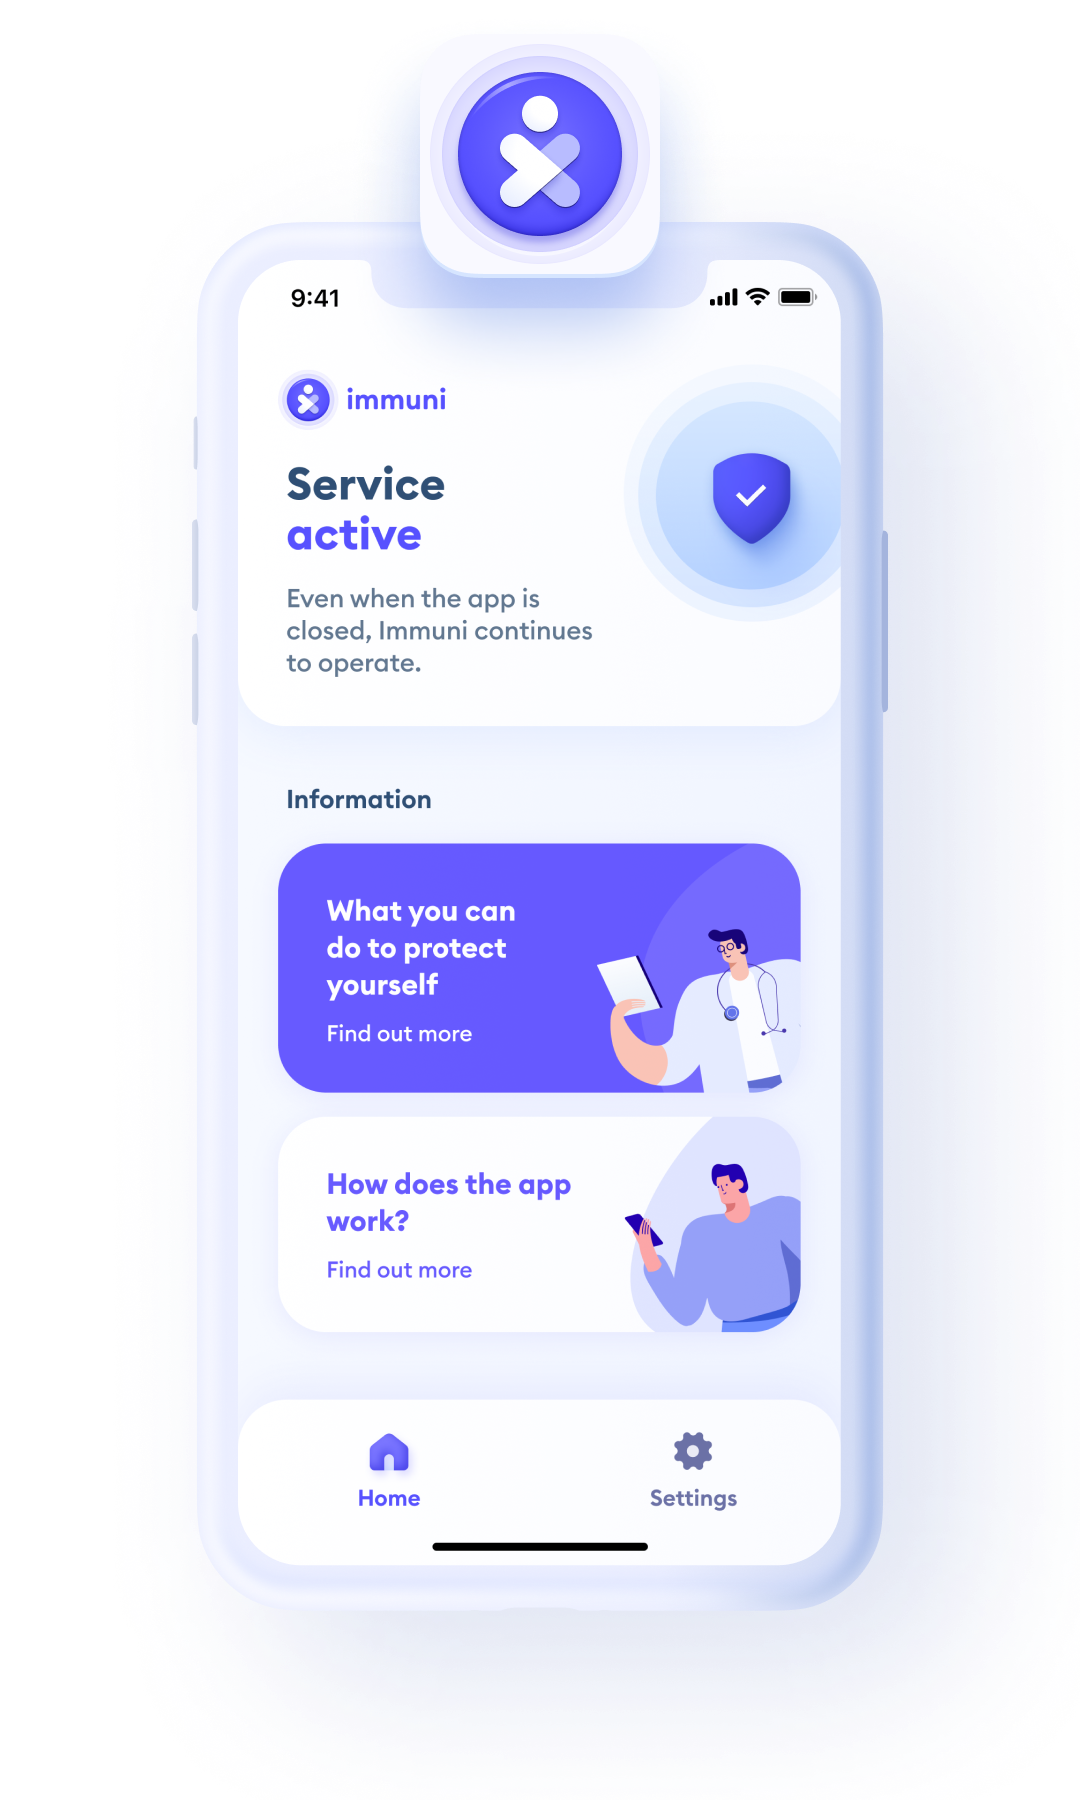 9:41
immuni
Service
active
Even when the app is
closed, Immuni continues
to operate.
Information
What you can
do to protect
yourself
Find out more
How does the app
work?
Find out more
Home
Settings